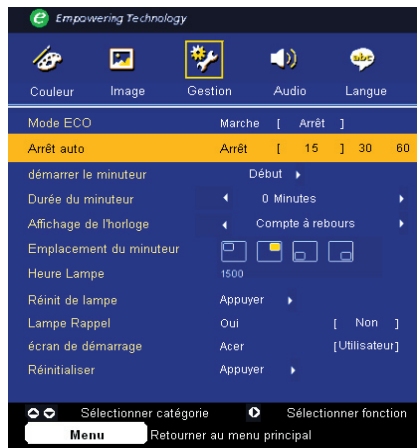 e Empowering Technology
Couleur Image Gestion Audio Langue
abc
Mode ECO Marche [ Arrêt ]
Arrêt auto Arrêt [ 15 ] 30 60
démarrer le minuteur Début
Durée du minuteur 0 Minutes
Affichage de l'horloge Compte à rebours
Emplacement du minuteur
Heure Lampe 1500
Réinit de lampe Appuyer
Lampe Rappel Oui [ Non ]
écran de démarrage Acer [Utilisateur]
Réinitialiser Appuyer
Sélectionner catégorie Sélectionner fonction
Menu Retourner au menu principal